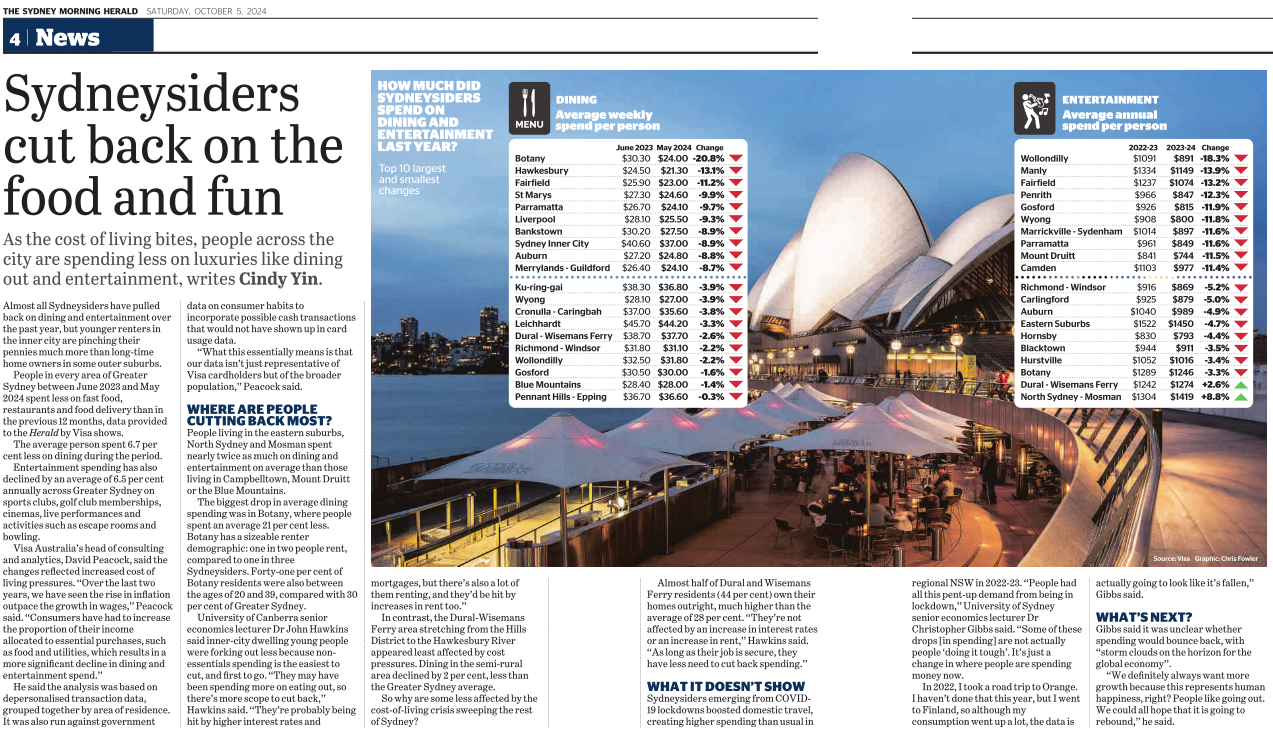 THE SYDNEY MORNING HERALD SATURDAY, OCTOBER 5, 2024
4 News
Sydneysiders
cut back on the
food and fun
As the cost of living bites, people across the
city are spending less on luxuries like dining
out and entertainment, writes Cindy Yin.
Almost all Sydneysiders have pulled
back on dining and entertainment over
the past year, but younger renters in
the inner city are pinching their
pennies much more than long-time
home owners in some outer suburbs.
People in every area of Greater
Sydney between June 2023 and May
2024 spent less on fast food,
restaurants and food delivery than in
the previous 12 months, data provided
to the Herald by Visa shows.
The average person spent 6.7 per
cent less on dining during the period.
Entertainment spending has also
declined by an average of 6.5 per cent
annually across Greater Sydney on
sports clubs, golf club memberships,
cinemas, live performances and
activities such as escape rooms and
bowling.
Visa Australia's head of consulting
and analytics, David Peacock, said the
changes reflected increased cost of
living pressures. "Over the last two
years, we have seen the rise in inflation
outpace the growth in wages," Peacock
said. "Consumers have had to increase
the proportion of their income
allocated to essential purchases, such
as food and utilities, which results in a
more significant decline in dining and
entertainment spend."
He said the analysis was based on
depersonalised transaction data,
grouped together by area of residence.
It was also run against government
data on consumer habits to
incorporate possible cash transactions
that would not have shown up in card
usage data.
"What this essentially means is that
our data isn't just representative of
Visa cardholders but of the broader
population," Peacock said.
WHERE ARE PEOPLE
CUTTING BACK MOST?
People living in the eastern suburbs,
North Sydney and Mosman spent
nearly twice as much on dining and
entertainment on average than those
living in Campbelltown, Mount Druitt
or the Blue Mountains.
The biggest drop in average dining
spending was in Botany, where people
spent an average 21 per cent less.
Botany has a sizeable renter
demographic: one in two people rent,
compared to one in three
Sydneysiders. Forty-one per cent of
Botany residents were also between
the ages of 20 and 39, compared with 30
per cent of Greater Sydney.
University of Canberra senior
economics lecturer Dr John Hawkins
said inner-city dwelling young people
were forking out less because non-
essentials spending is the easiest to
cut, and first to go. "They may have
been spending more on eating out, so
there's more scope to cut back,"
Hawkins said. "They're probably being
hit by higher interest rates and
HOW MUCH DID
SYDNEYSIDERS
SPEND ON
DINING AND
ENTERTAINMENT
LAST YEAR?
Top 10 largest
and smallest
changes
MENU
DINING
Average weekly
spend per person
June 2023 May 2024 Change
Botany $30.30 $24.00 -20.8%
Hawkesbury $24.50 $21.30 -13.1%
Fairfield $25.90 $23.00 -11.2%
St Marys $27.30 $24.60 -9.9%
Parramatta $26.70 $24.10 -9.7%
Liverpool $28.10 $25.50 -9.3%
Bankstown $30.20 $27.50 -8.9%
Sydney Inner City $40.60 $37.00 -8.9%
Auburn $27.20 $24.80 -8.8%
Merrylands - Guildford $26.40 $24.10 -8.7%
Ku-ring-gai $38.30 $36.80 -3.9%
Wyong $28.10 $27.00 -3.9%
Cronulla - Caringbah $37.00 $35.60 -3.8%
Leichhardt $45.70 $44.20 -3.3%
Dural - Wisemans Ferry $38.70 $37.70 -2.6%
Richmond - Windsor $31.80 $31.10 -2.2%
Wollondilly $32.50 $31.80 -2.2%
Gosford $30.50 $30.00 -1.6%
Blue Mountains $28.40 $28.00 -1.4%
Pennant Hills - Epping $36.70 $36.60 -0.3%
ENTERTAINMENT
Average annual
spend per person
2022-23 2023-24 Change
Wollondilly $1091 $891 -18.3%
Manly $1334 $1149 -13.9%
Fairfield $1237 $1074 -13.2%
Penrith $966 $847 -12.3%
Gosford $926 $815 -11.9%
Wyong $908 $800 -11.8%
Marrickville - Sydenham $1014 $897 -11.6%
Parramatta $961 $849 -11.6%
Mount Druitt $841 $744 -11.5%
Camden $1103 $977 -11.4%
Richmond - Windsor $916 $869 -5.2%
Carlingford $925 $879 -5.0%
Auburn $1040 $989 -4.9%
Eastern Suburbs $1522 $1450 -4.7%
Hornsby $830 $793 -4.4%
Blacktown $944 $911 -3.5%
Hurstville $1052 $1016 -3.4%
Botany $1289 $1246 -3.3%
Dural - Wisemans Ferry $1242 $1274 +2.6%
North Sydney - Mosman $1304 $1419 +8.8%
Source: Visa Graphic: Chris Fowler
mortgages, but there's also a lot of
them renting, and they'd be hit by
increases in rent too."
In contrast, the Dural-Wisemans
Ferry area stretching from the Hills
District to the Hawkesbury River
appeared least affected by cost
pressures. Dining in the semi-rural
area declined by 2 per cent, less than
the Greater Sydney average.
So why are some less affected by the
cost-of-living crisis sweeping the rest
of Sydney?
Almost half of Dural and Wisemans
Ferry residents (44 per cent) own their
homes outright, much higher than the
average of 28 per cent. "They're not
affected by an increase in interest rates
or an increase in rent," Hawkins said.
"As long as their job is secure, they
have less need to cut back spending."
WHAT IT DOESN'T SHOW
Sydneysiders emerging from COVID-
19 lockdowns boosted domestic travel,
creating higher spending than usual in
regional NSW in 2022-23. "People had
all this pent-up demand from being in
lockdown," University of Sydney
senior economics lecturer Dr
Christopher Gibbs said. "Some of these
drops [in spending] are not actually
people 'doing it tough'. It's just a
change in where people are spending
money now.
In 2022, I took a road trip to Orange.
I haven't done that this year, but I went
to Finland, so although my
consumption went up a lot, the data is
actually going to look like it's fallen,"
Gibbs said.
WHAT'S NEXT?
Gibbs said it was unclear whether
spending would bounce back, with
"storm clouds on the horizon for the
global economy".
"We definitely always want more
growth because this represents human
happiness, right? People like going out.
We could all hope that it is going to
rebound," he said.